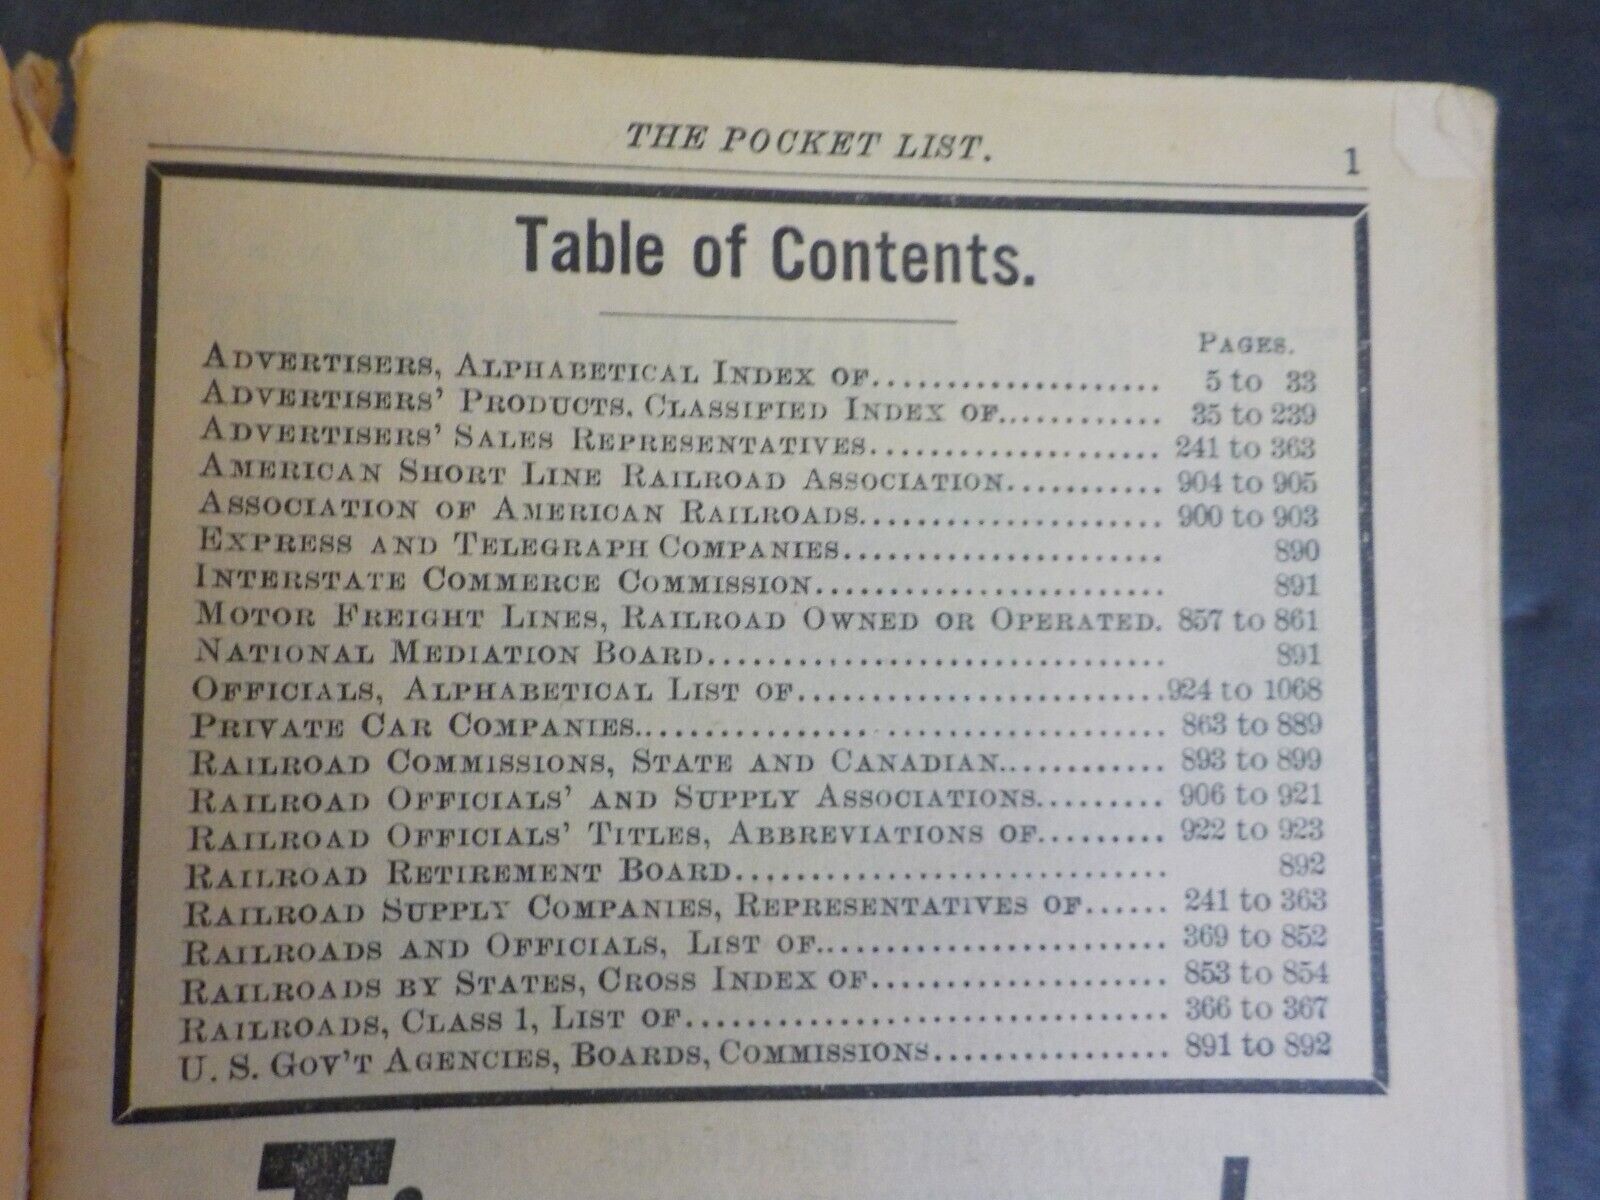 THE POCKET LIST. 1
Table of Contents.
PAGES.
ADVERTISERS, ALPHABETICAL INDEX OF..................... 5 to 33
ADVERTISERS' PRODUCTS, CLASSIFIED INDEX OF............ 35 to 239
ADVERTISERS' SALES REPRESENTATIVES..................... 241 to 363
AMERICAN SHORT LINE RAILROAD ASSOCIATION........... 904 to 905
ASSOCIATION OF AMERICAN RAILROADS..................... 900 to 903
EXPRESS AND TELEGRAPH COMPANIES....................... 890
INTERSTATE COMMERCE COMMISSION......................... 891
MOTOR FREIGHT LINES, RAILROAD OWNED OR OPERATED. 857 to 861
NATIONAL MEDIATION BOARD............................... 891
OFFICIALS, ALPHABETICAL LIST OF.........................924 to 1068
PRIVATE CAR COMPANIES................................... 863 to 889
RAILROAD COMMISSIONS, STATE AND CANADIAN............ 893 to 899
RAILROAD OFFICIALS' AND SUPPLY ASSOCIATIONS......... 906 to 921
RAILROAD OFFICIALS' TITLES, ABBREVIATIONS OF......... 922 to 923
RAILROAD RETIREMENT BOARD............................. 892
RAILROAD SUPPLY COMPANIES, REPRESENTATIVES OF...... 241 to 363
RAILROADS AND OFFICIALS, LIST OF........................ 369 to 852
RAILROADS BY STATES, CROSS INDEX OF.................... 853 to 854
RAILROADS, CLASS 1, LIST OF................................ 366 to 367
U. S. GOV'T AGENCIES, BOARDS, COMMISSIONS................ 891 to 892